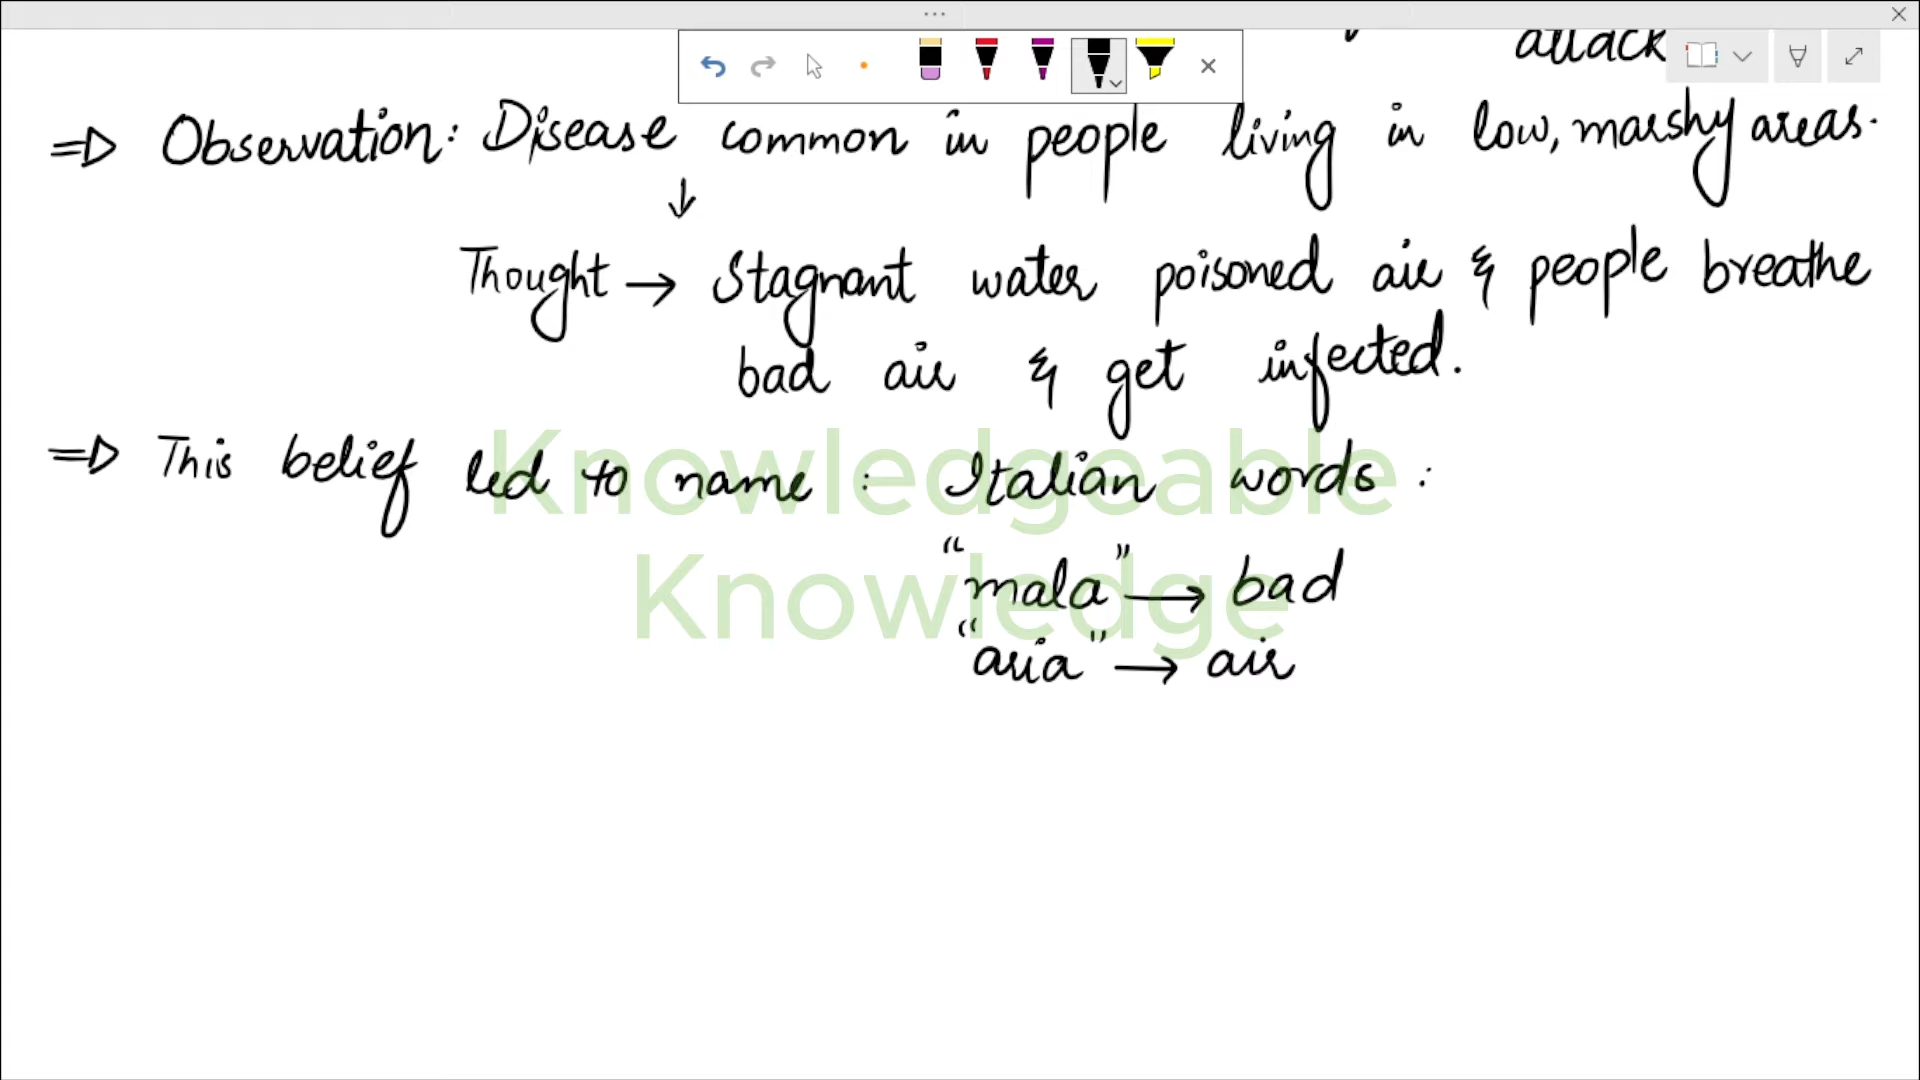 attack
⇒ Observation: Disease common in people living in low, marshy areas.
↓
Thought → Stagnant water poisoned air & people breathe
bad air & get infected.
⇒ This belief led to name : Italian words :
"mala" → bad
"aria" → air
Knowledgeable
Knowledge